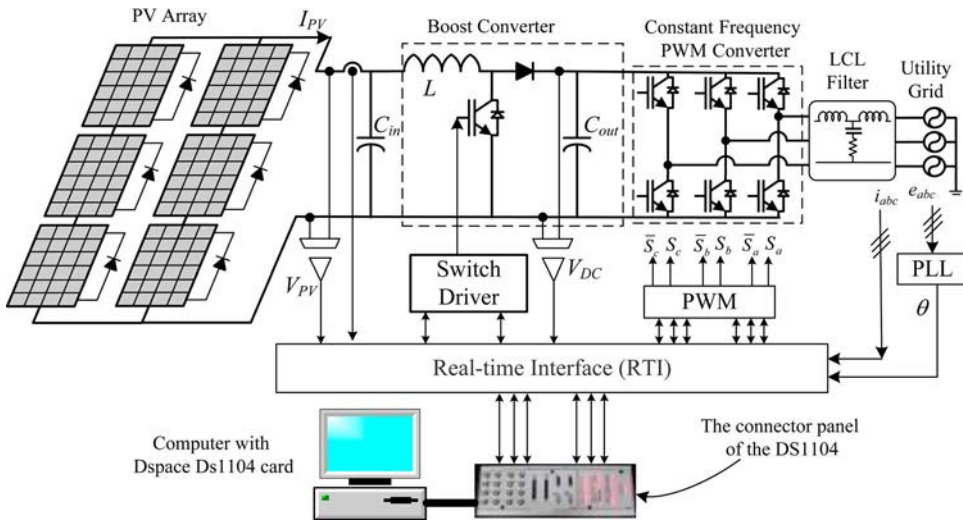 PV Array
I_PV
Boost Converter
Constant Frequency
PWM Converter
LCL
Filter
Utility
Grid
L
C_in
C_out
i_abc
e_abc
S̅_c S_c S̅_b S_b S̅_a S_a
V_PV
Switch
Driver
V_DC
PWM
PLL
θ
Real-time Interface (RTI)
Computer with
Dspace Ds1104 card
The connector panel
of the DS1104